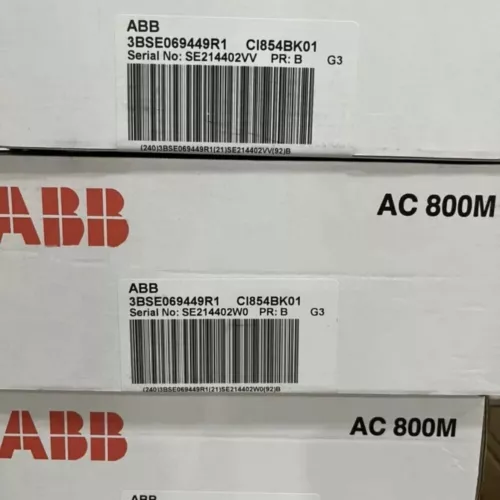 ABB
3BSE069449R1 CI854BK01
Serial No: SE214402VV PR: B G3
(240)3BSE069449R1(21)SE214402VV(92)B
ABB AC 800M
ABB
3BSE069449R1 CI854BK01
Serial No: SE214402W0 PR: B G3
(240)3BSE069449R1(21)SE214402W0(92)B
ABB AC 800M
ABB